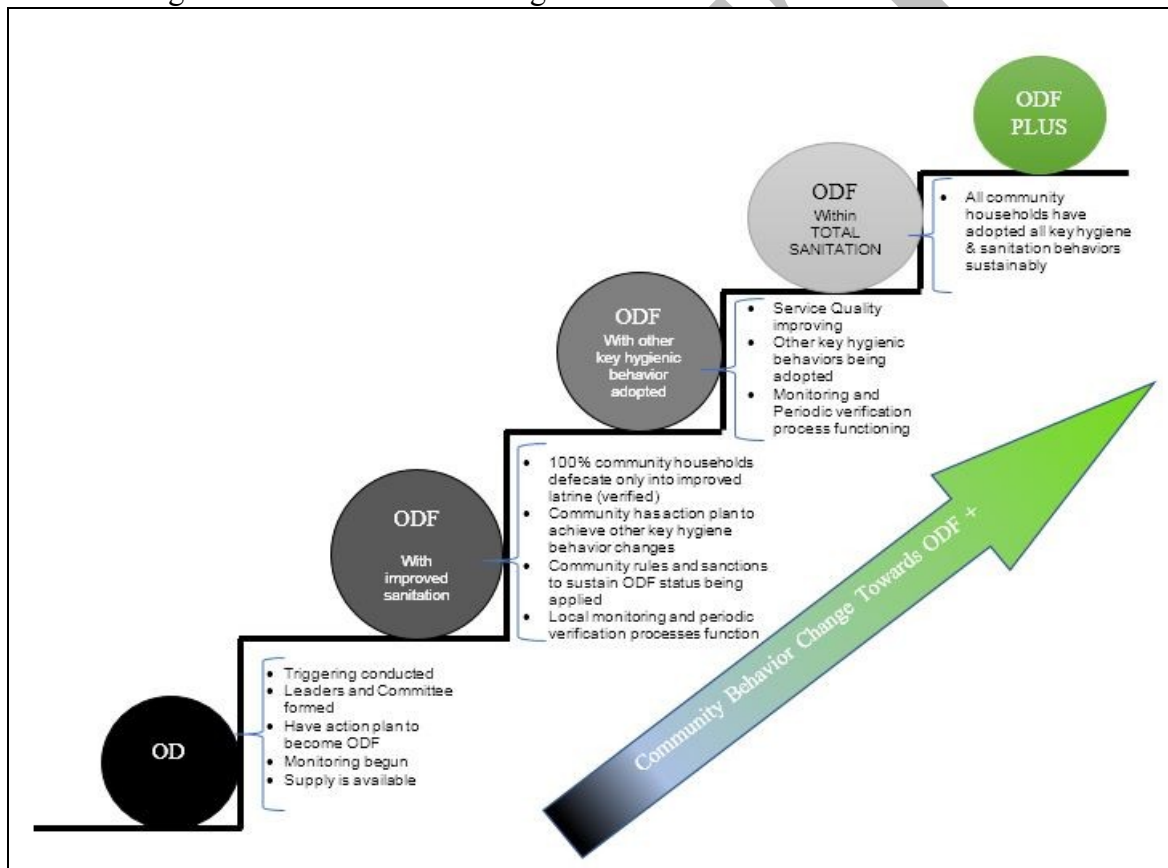 ODF
PLUS
ODF
Within
TOTAL
SANITATION
• All community
households have
adopted all key hygiene
& sanitation behaviors
sustainably
ODF
With other
key hygienic
behavior
adopted
• Service Quality
improving
• Other key hygienic
behaviors being
adopted
• Monitoring and
Periodic verification
process functioning
ODF
With
improved
sanitation
• 100% community households
defecate only into improved
latrine (verified)
• Community has action plan to
achieve other key hygiene
behavior changes
• Community rules and sanctions
to sustain ODF status being
applied
• Local monitoring and periodic
verification processes function
OD
• Triggering conducted
• Leaders and Committee
formed
• Have action plan to
become ODF
• Monitoring begun
• Supply is available
Community Behavior Change Towards ODF +